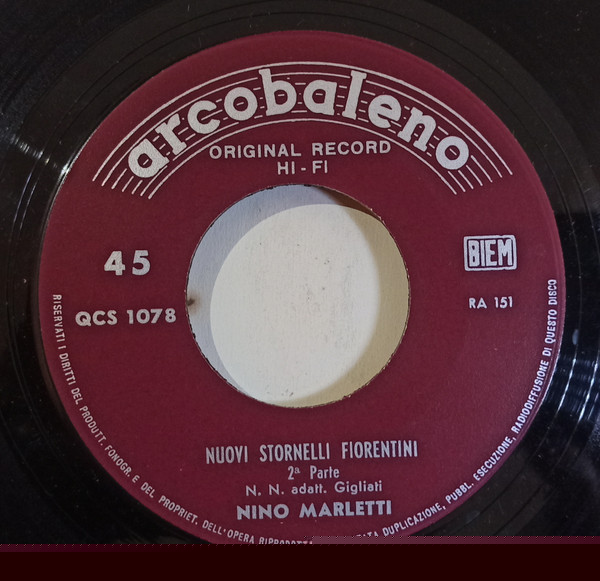 arcobaleno
ORIGINAL RECORD
HI-FI
45
BIEM
QCS 1078
RA 151
NUOVI STORNELLI FIORENTINI
2ª Parte
N. N. adatt. Gigliati
NINO MARLETTI
RISERVATI I DIRITTI DEL PRODUTT. FONOGR. E DEL PROPRIET. DELL'OPERA RIPRODOTTA DUPLICAZIONE, PUBBL. ESECUZIONE, RADIODIFFUSIONE DI QUESTO DISCO